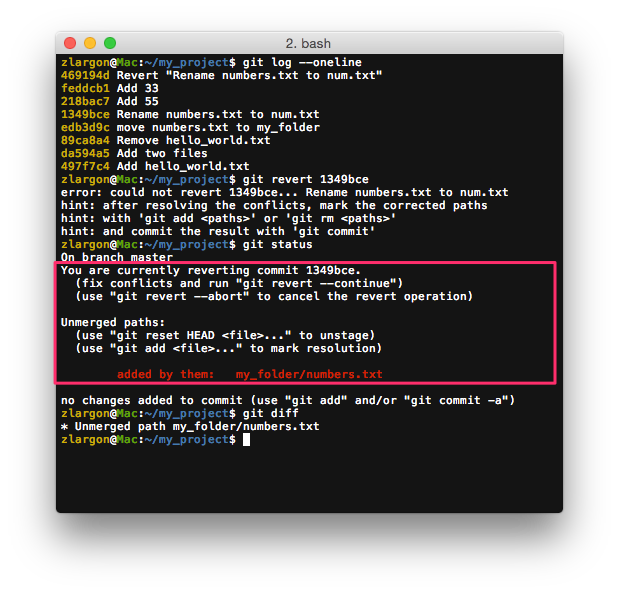 2. bash
zlargon@Mac:~/my_project$ git log --oneline
469194d Revert "Rename numbers.txt to num.txt"
feddcb1 Add 33
218bac7 Add 55
1349bce Rename numbers.txt to num.txt
edb3d9c move numbers.txt to my_folder
89ca8a4 Remove hello_world.txt
da594a5 Add two files
497f7c4 Add hello_world.txt
zlargon@Mac:~/my_project$ git revert 1349bce
error: could not revert 1349bce... Rename numbers.txt to num.txt
hint: after resolving the conflicts, mark the corrected paths
hint: with 'git add <paths>' or 'git rm <paths>'
hint: and commit the result with 'git commit'
zlargon@Mac:~/my_project$ git status
On branch master
You are currently reverting commit 1349bce.
  (fix conflicts and run "git revert --continue")
  (use "git revert --abort" to cancel the revert operation)
Unmerged paths:
  (use "git reset HEAD <file>..." to unstage)
  (use "git add <file>..." to mark resolution)
        added by them:   my_folder/numbers.txt
no changes added to commit (use "git add" and/or "git commit -a")
zlargon@Mac:~/my_project$ git diff
* Unmerged path my_folder/numbers.txt
zlargon@Mac:~/my_project$